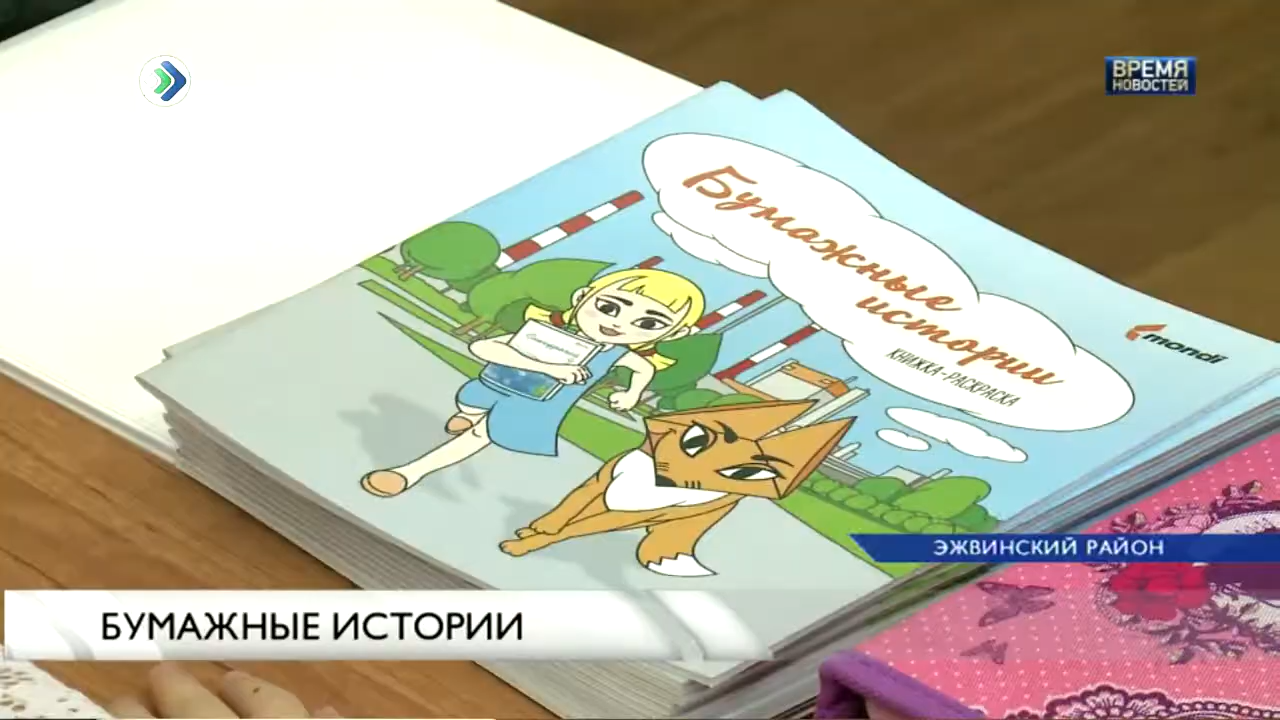 ВРЕМЯ
НОВОСТЕЙ
Бумажные
истории
КНИЖКА-РАСКРАСКА
mondi
ЭЖВИНСКИЙ РАЙОН
БУМАЖНЫЕ ИСТОРИИ